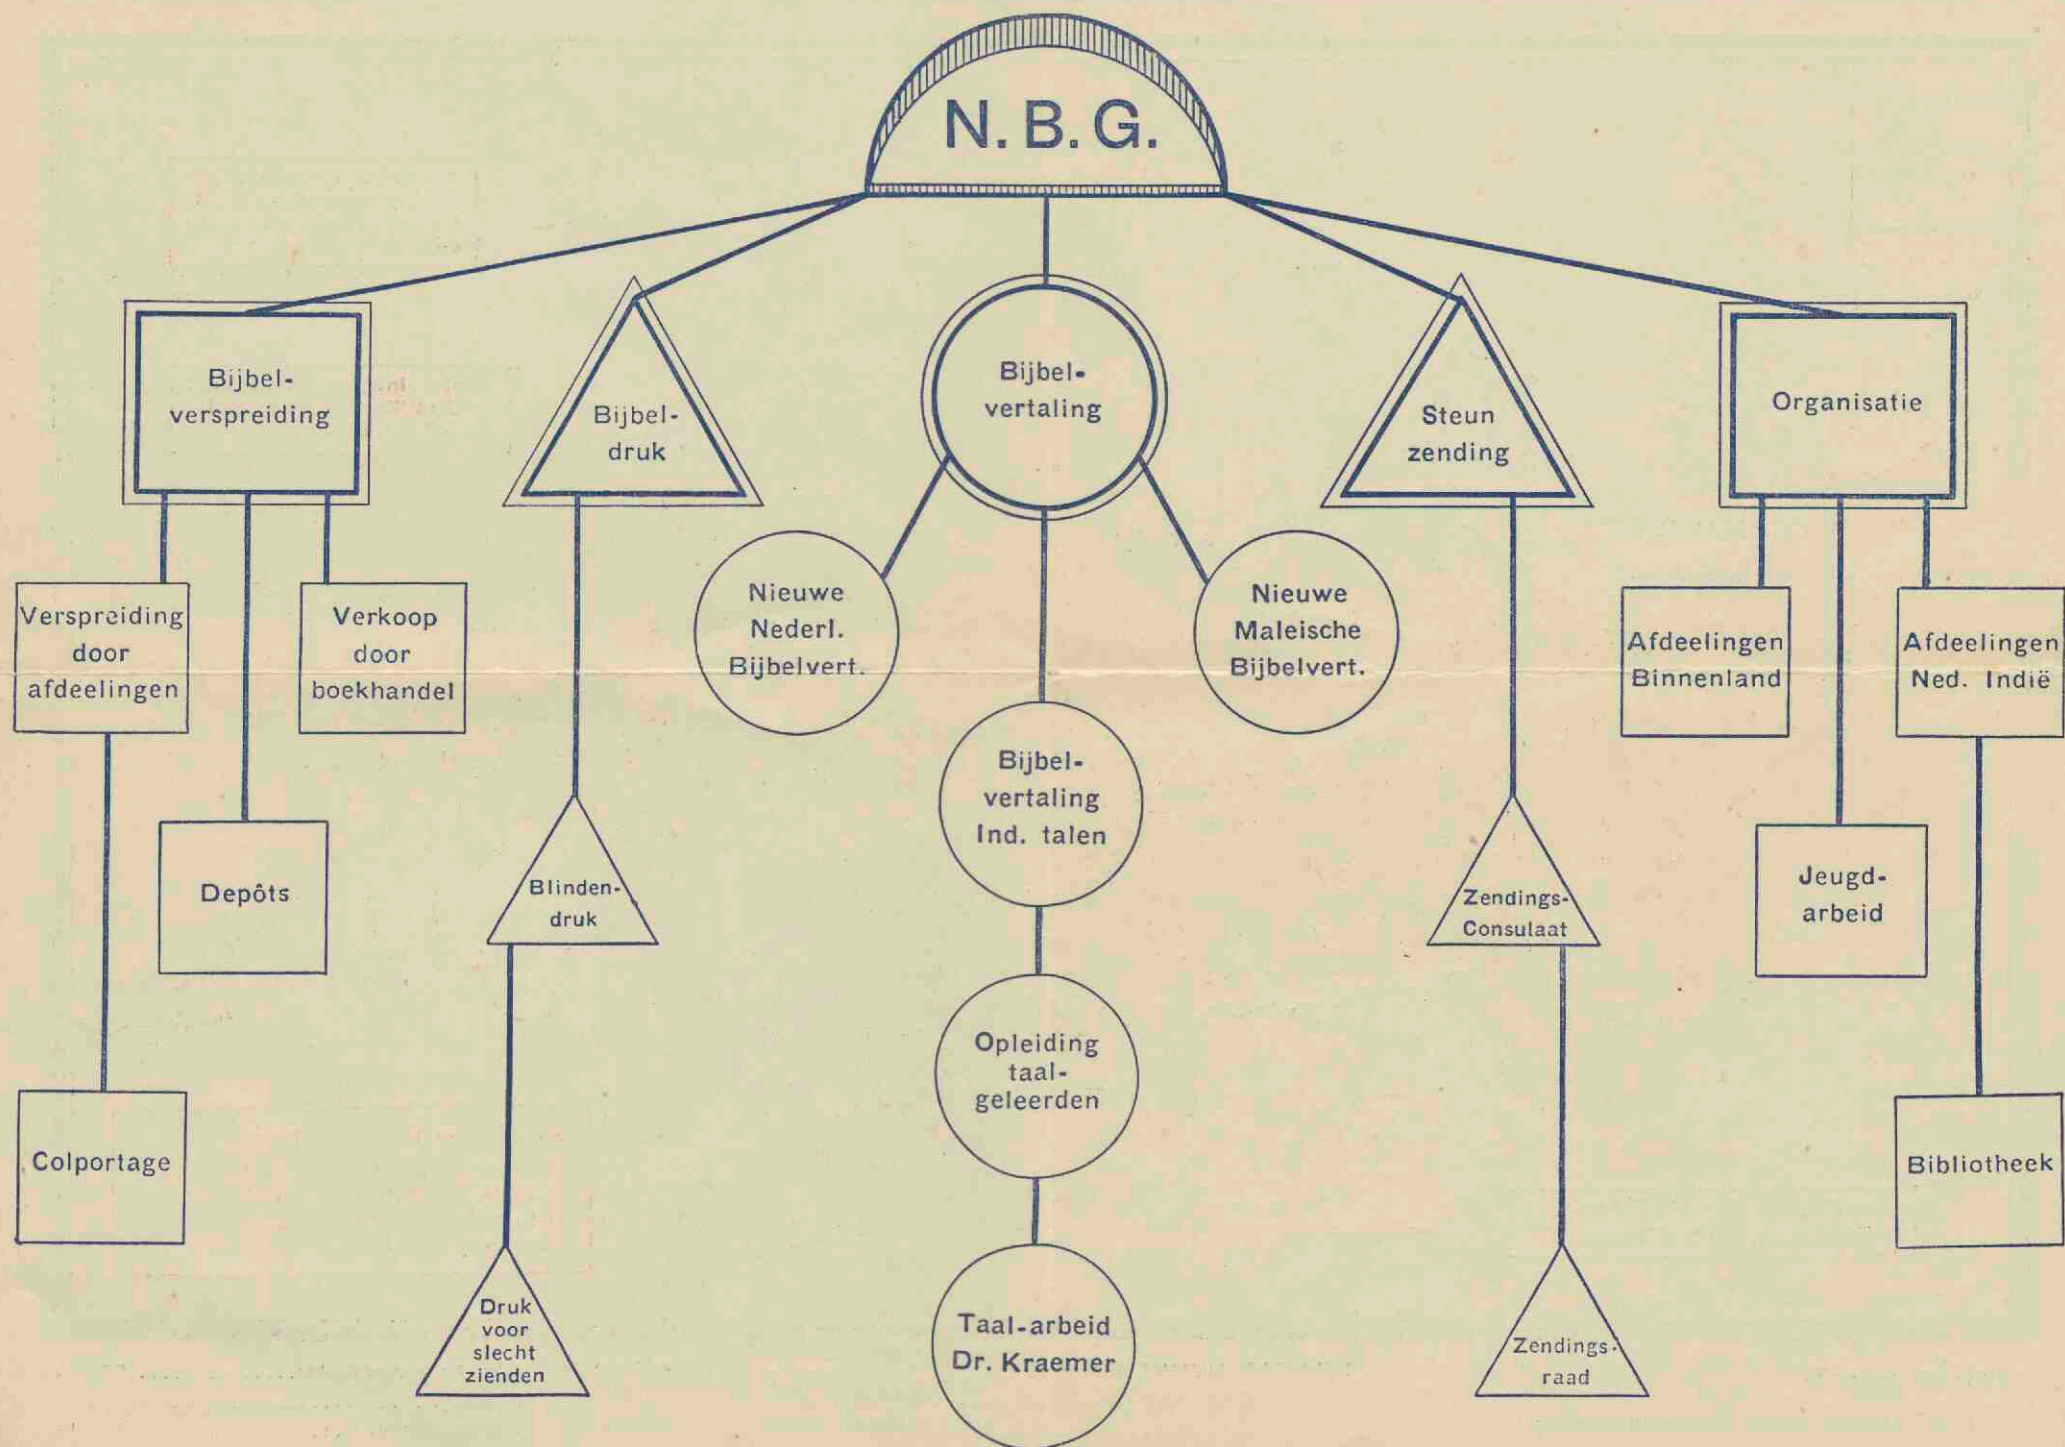 N. B. G.
Bijbel-
verspreiding
Bijbel-
druk
Bijbel-
vertaling
Steun
zending
Organisatie
Verspreiding
door
afdeelingen
Verkoop
door
boekhandel
Nieuwe
Nederl.
Bijbelvert.
Nieuwe
Maleische
Bijbelvert.
Afdeelingen
Binnenland
Afdeelingen
Ned. Indië
Bijbel-
vertaling
Ind. talen
Depôts
Blinden-
druk
Zendings-
Consulaat
Jeugd-
arbeid
Opleiding
taal-
geleerden
Colportage
Bibliotheek
Druk
voor
slecht
zienden
Taal-arbeid
Dr. Kraemer
Zendings-
raad